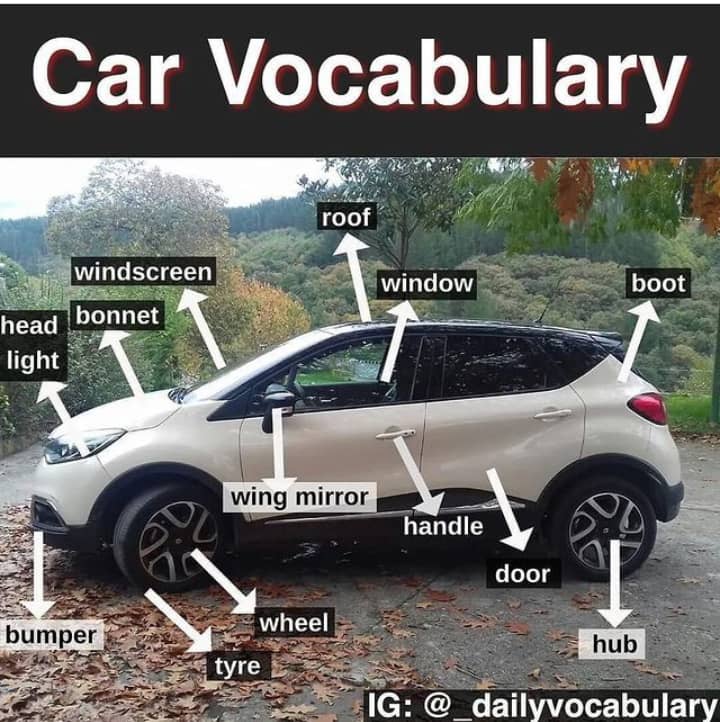 Car Vocabulary
roof
windscreen
window
boot
bonnet
head
light
wing mirror
handle
door
wheel
bumper
hub
tyre
IG: @_dailyvocabulary